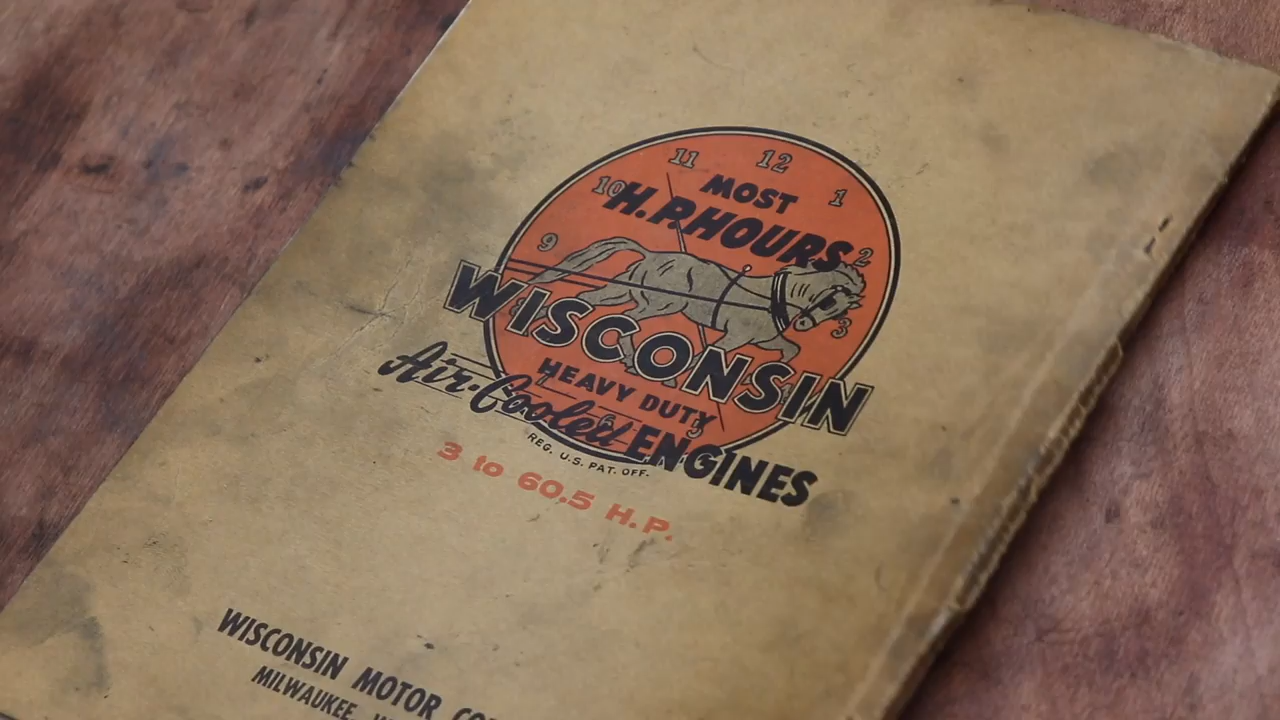 11 12 1
10 MOST
H.P. HOURS 2
9 3
WISCONSIN
HEAVY DUTY
Air-Cooled ENGINES
REG. U.S. PAT. OFF.
3 to 60.5 H.P.
WISCONSIN MOTOR
MILWAUKEE,